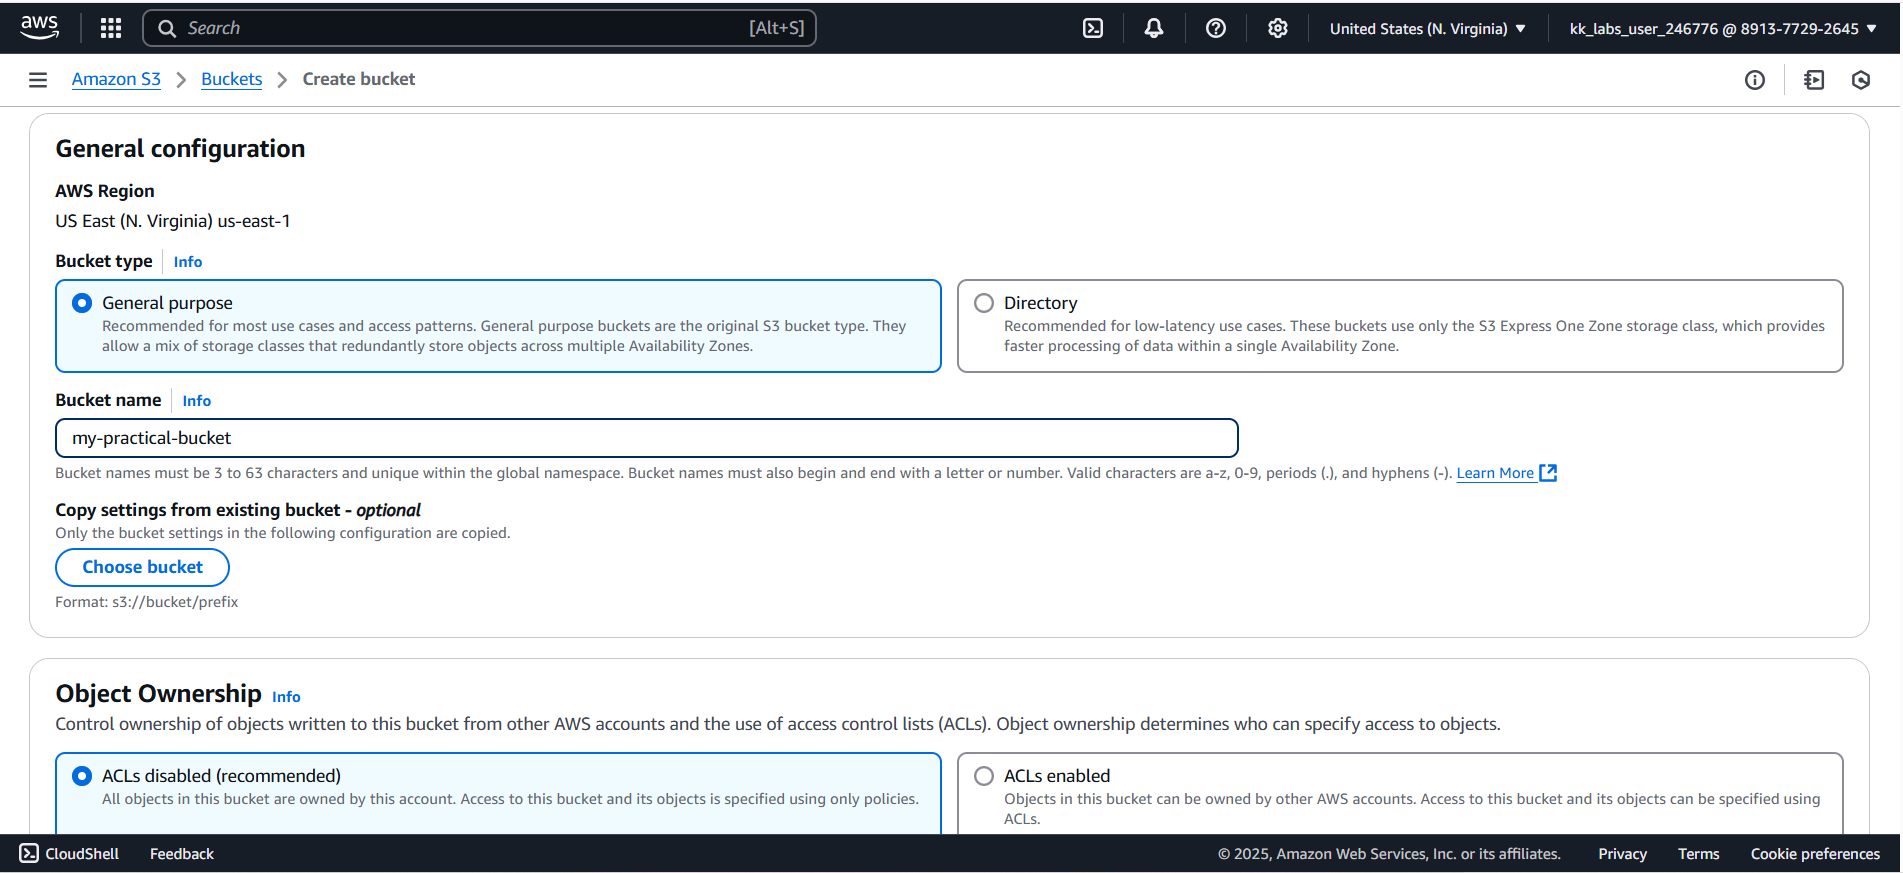 aws
Search [Alt+S]
United States (N. Virginia) ▼
kk_labs_user_246776 @ 8913-7729-2645 ▼
Amazon S3 > Buckets > Create bucket
General configuration
AWS Region
US East (N. Virginia) us-east-1
Bucket type Info
General purpose
Recommended for most use cases and access patterns. General purpose buckets are the original S3 bucket type. They
allow a mix of storage classes that redundantly store objects across multiple Availability Zones.
Directory
Recommended for low-latency use cases. These buckets use only the S3 Express One Zone storage class, which provides
faster processing of data within a single Availability Zone.
Bucket name Info
my-practical-bucket
Bucket names must be 3 to 63 characters and unique within the global namespace. Bucket names must also begin and end with a letter or number. Valid characters are a-z, 0-9, periods (.), and hyphens (-). Learn More
Copy settings from existing bucket - optional
Only the bucket settings in the following configuration are copied.
Choose bucket
Format: s3://bucket/prefix
Object Ownership Info
Control ownership of objects written to this bucket from other AWS accounts and the use of access control lists (ACLs). Object ownership determines who can specify access to objects.
ACLs disabled (recommended)
All objects in this bucket are owned by this account. Access to this bucket and its objects is specified using only policies.
ACLs enabled
Objects in this bucket can be owned by other AWS accounts. Access to this bucket and its objects can be specified using
ACLs.
CloudShell Feedback © 2025, Amazon Web Services, Inc. or its affiliates. Privacy Terms Cookie preferences